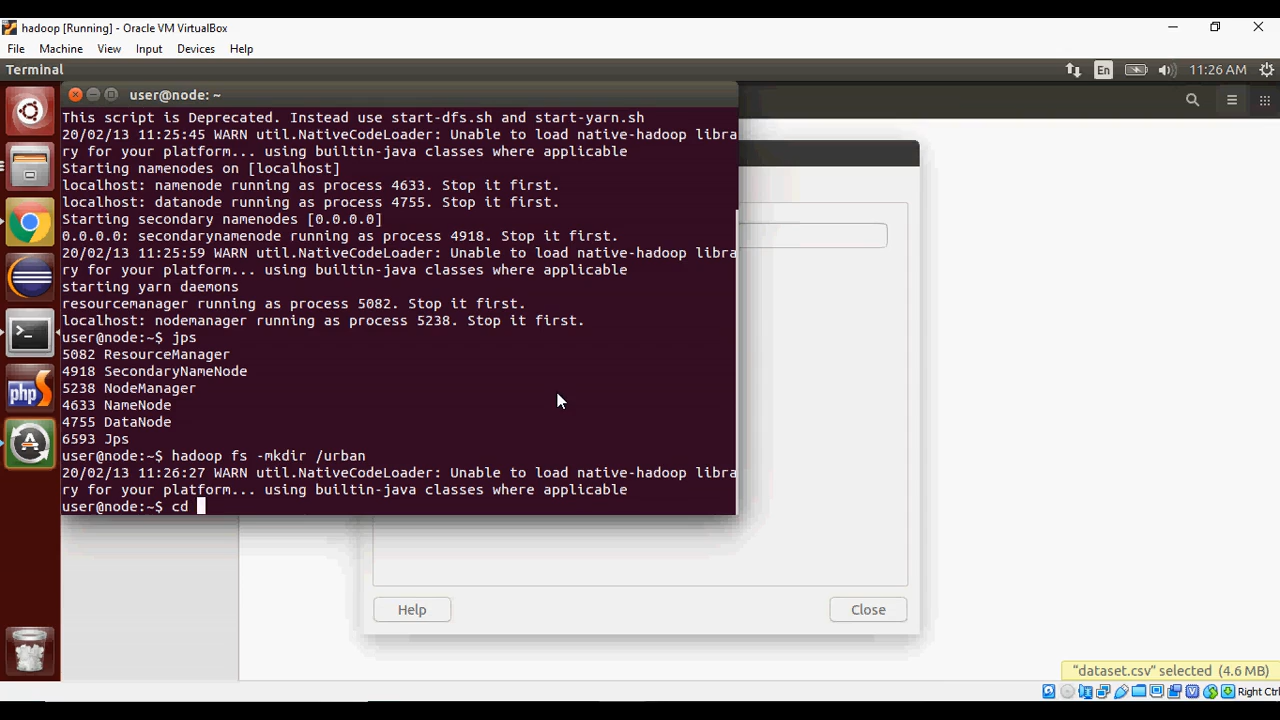 hadoop [Running] - Oracle VM VirtualBox
File Machine View Input Devices Help
Terminal En 11:26 AM
user@node: ~
This script is Deprecated. Instead use start-dfs.sh and start-yarn.sh
20/02/13 11:25:45 WARN util.NativeCodeLoader: Unable to load native-hadoop libra
ry for your platform... using builtin-java classes where applicable
Starting namenodes on [localhost]
localhost: namenode running as process 4633. Stop it first.
localhost: datanode running as process 4755. Stop it first.
Starting secondary namenodes [0.0.0.0]
0.0.0.0: secondarynamenode running as process 4918. Stop it first.
20/02/13 11:25:59 WARN util.NativeCodeLoader: Unable to load native-hadoop libra
ry for your platform... using builtin-java classes where applicable
starting yarn daemons
resourcemanager running as process 5082. Stop it first.
localhost: nodemanager running as process 5238. Stop it first.
user@node:~$ jps
5082 ResourceManager
4918 SecondaryNameNode
5238 NodeManager
4633 NameNode
4755 DataNode
6593 Jps
user@node:~$ hadoop fs -mkdir /urban
20/02/13 11:26:27 WARN util.NativeCodeLoader: Unable to load native-hadoop libra
ry for your platform... using builtin-java classes where applicable
user@node:~$ cd
php
Help Close
"dataset.csv" selected (4.6 MB)
Right Ctrl